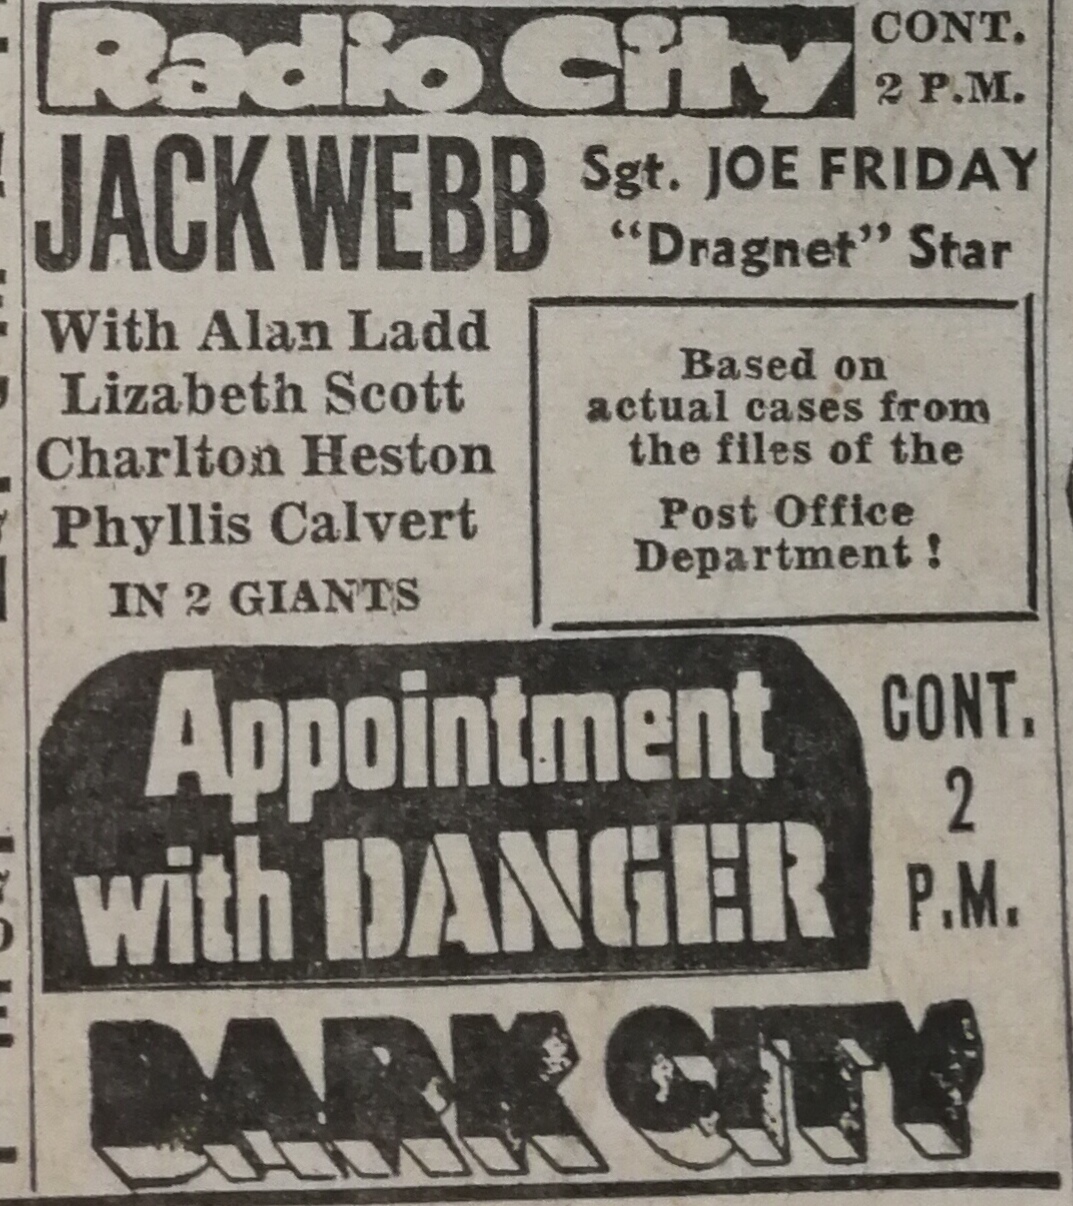 Radio City
CONT.
2 P.M.
JACK WEBB
Sgt. JOE FRIDAY
“Dragnet” Star
With Alan Ladd
Lizabeth Scott
Charlton Heston
Phyllis Calvert
IN 2 GIANTS
Based on
actual cases from
the files of the
Post Office
Department !
Appointment
with DANGER
CONT.
2
P.M.
DARK CITY